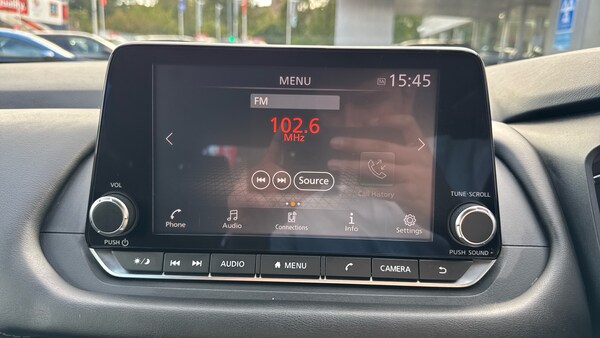 MENU
15:45
FM
102.6
MHz
Source
Call History
VOL
PUSH
TUNE·SCROLL
PUSH SOUND
Phone
Audio
Connections
Info
Settings
AUDIO
MENU
CAMERA